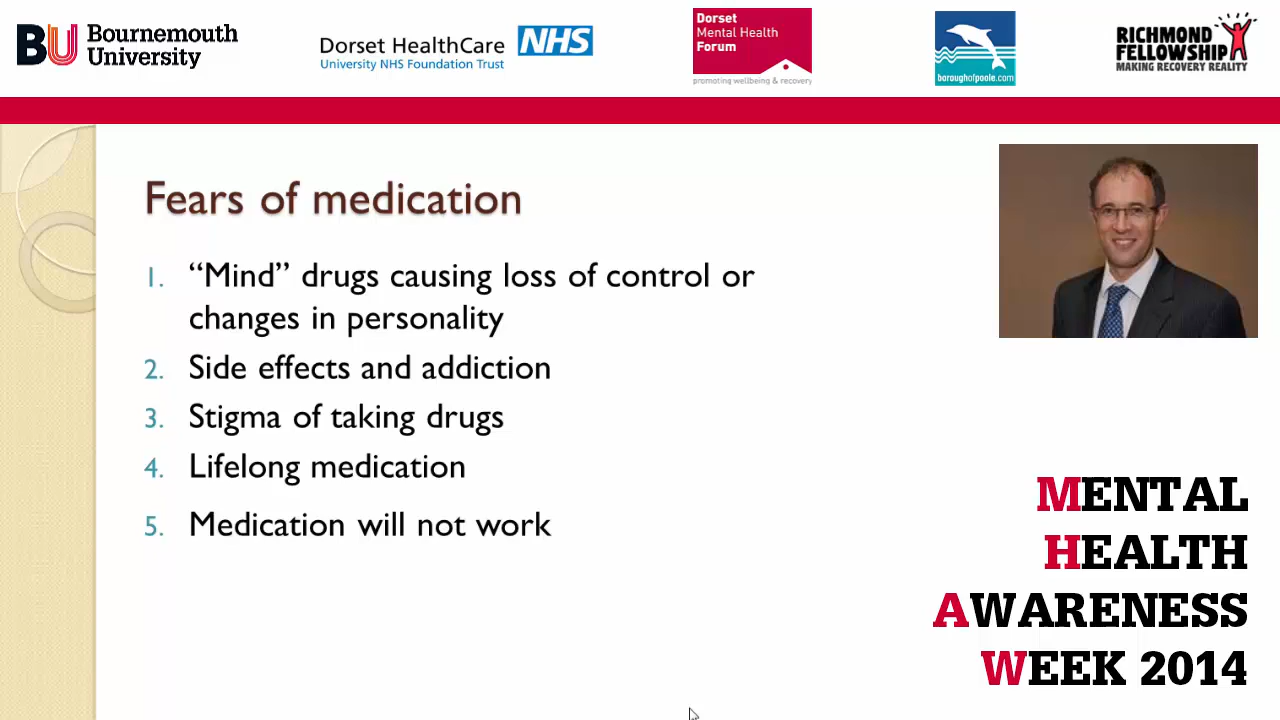 BU Bournemouth
University
Dorset HealthCare NHS
University NHS Foundation Trust
Dorset
Mental Health
Forum
promoting wellbeing & recovery
boroughofpoole.com
RICHMOND
FELLOWSHIP
MAKING RECOVERY REALITY
Fears of medication
1. “Mind” drugs causing loss of control or
changes in personality
2. Side effects and addiction
3. Stigma of taking drugs
4. Lifelong medication
5. Medication will not work
MENTAL
HEALTH
AWARENESS
WEEK 2014